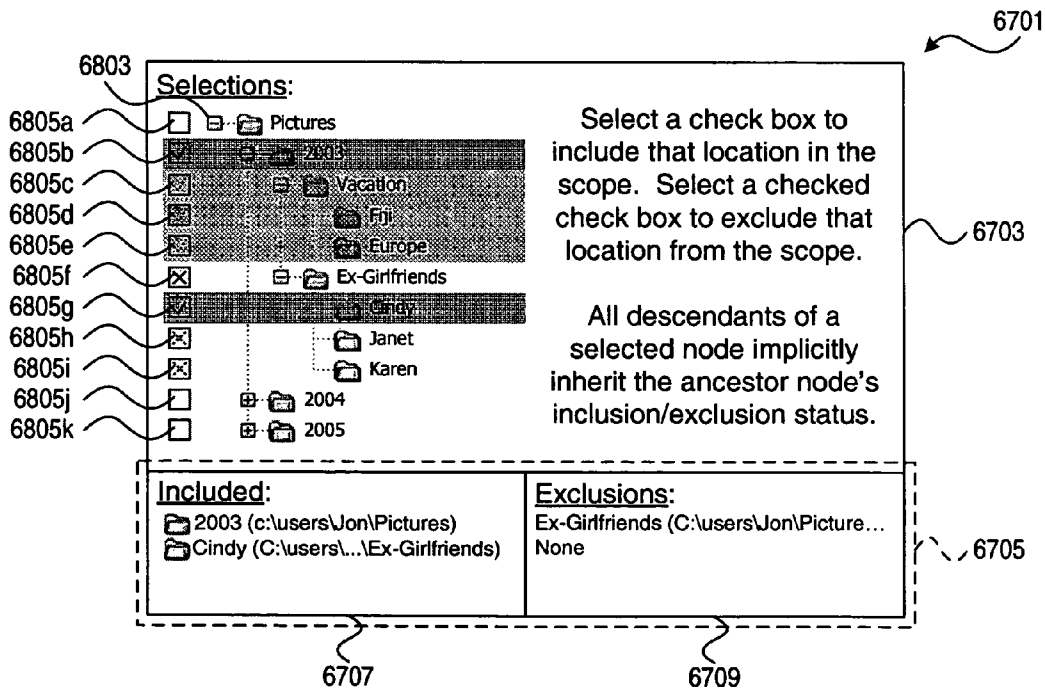 6701
6803
Selections:
6805a
Pictures
6805b
2003
6805c
Vacation
6805d
Fiji
6805e
Europe
6805f
Ex-Girlfriends
6805g
Cindy
6805h
Janet
6805i
Karen
6805j
2004
6805k
2005
Select a check box to
include that location in the
scope. Select a checked
check box to exclude that
location from the scope.
All descendants of a
selected node implicitly
inherit the ancestor node's
inclusion/exclusion status.
6703
Included:
2003 (c:\users\Jon\Pictures)
Cindy (C:\users\...\Ex-Girlfriends)
Exclusions:
Ex-Girlfriends (C:\users\Jon\Picture...
None
6705
6707
6709